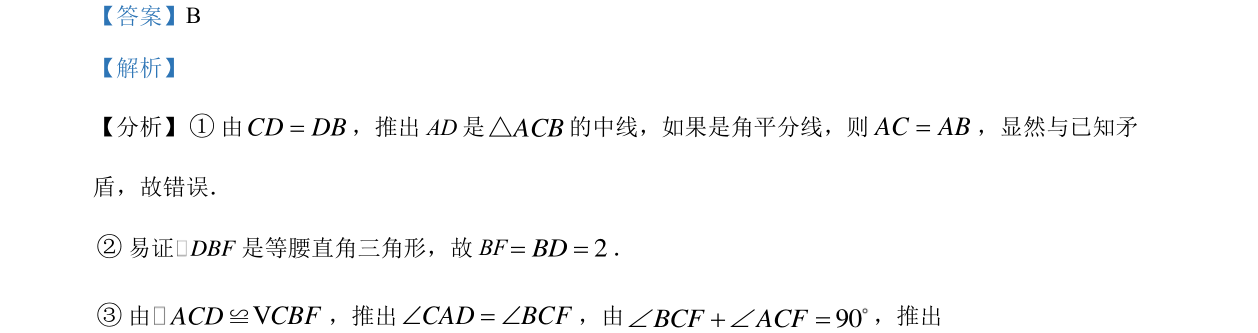 【答案】B
【解析】
【分析】① 由 CD = DB，推出 AD 是△ACB 的中线，如果是角平分线，则 AC = AB，显然与已知矛
盾，故错误．
② 易证□DBF 是等腰直角三角形，故 BF = BD = 2．
③ 由□ACD ≌ VCBF，推出∠CAD = ∠BCF，由∠BCF + ∠ACF = 90°，推出